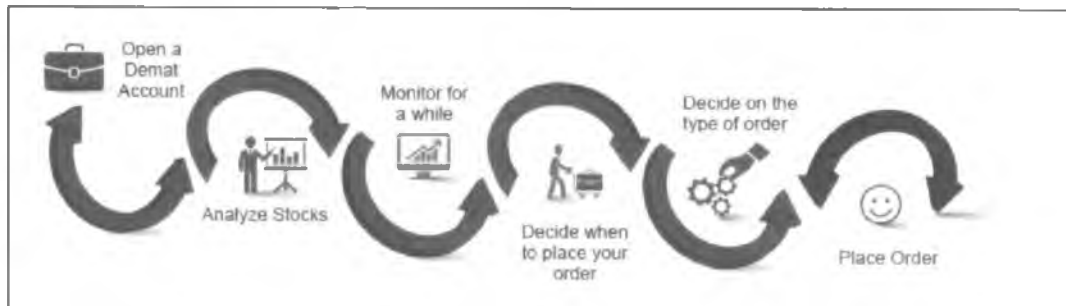 Open a
Demat
Account
Analyze Stocks
Monitor for
a while
Decide when
to place your
order
Decide on the
type of order
Place Order